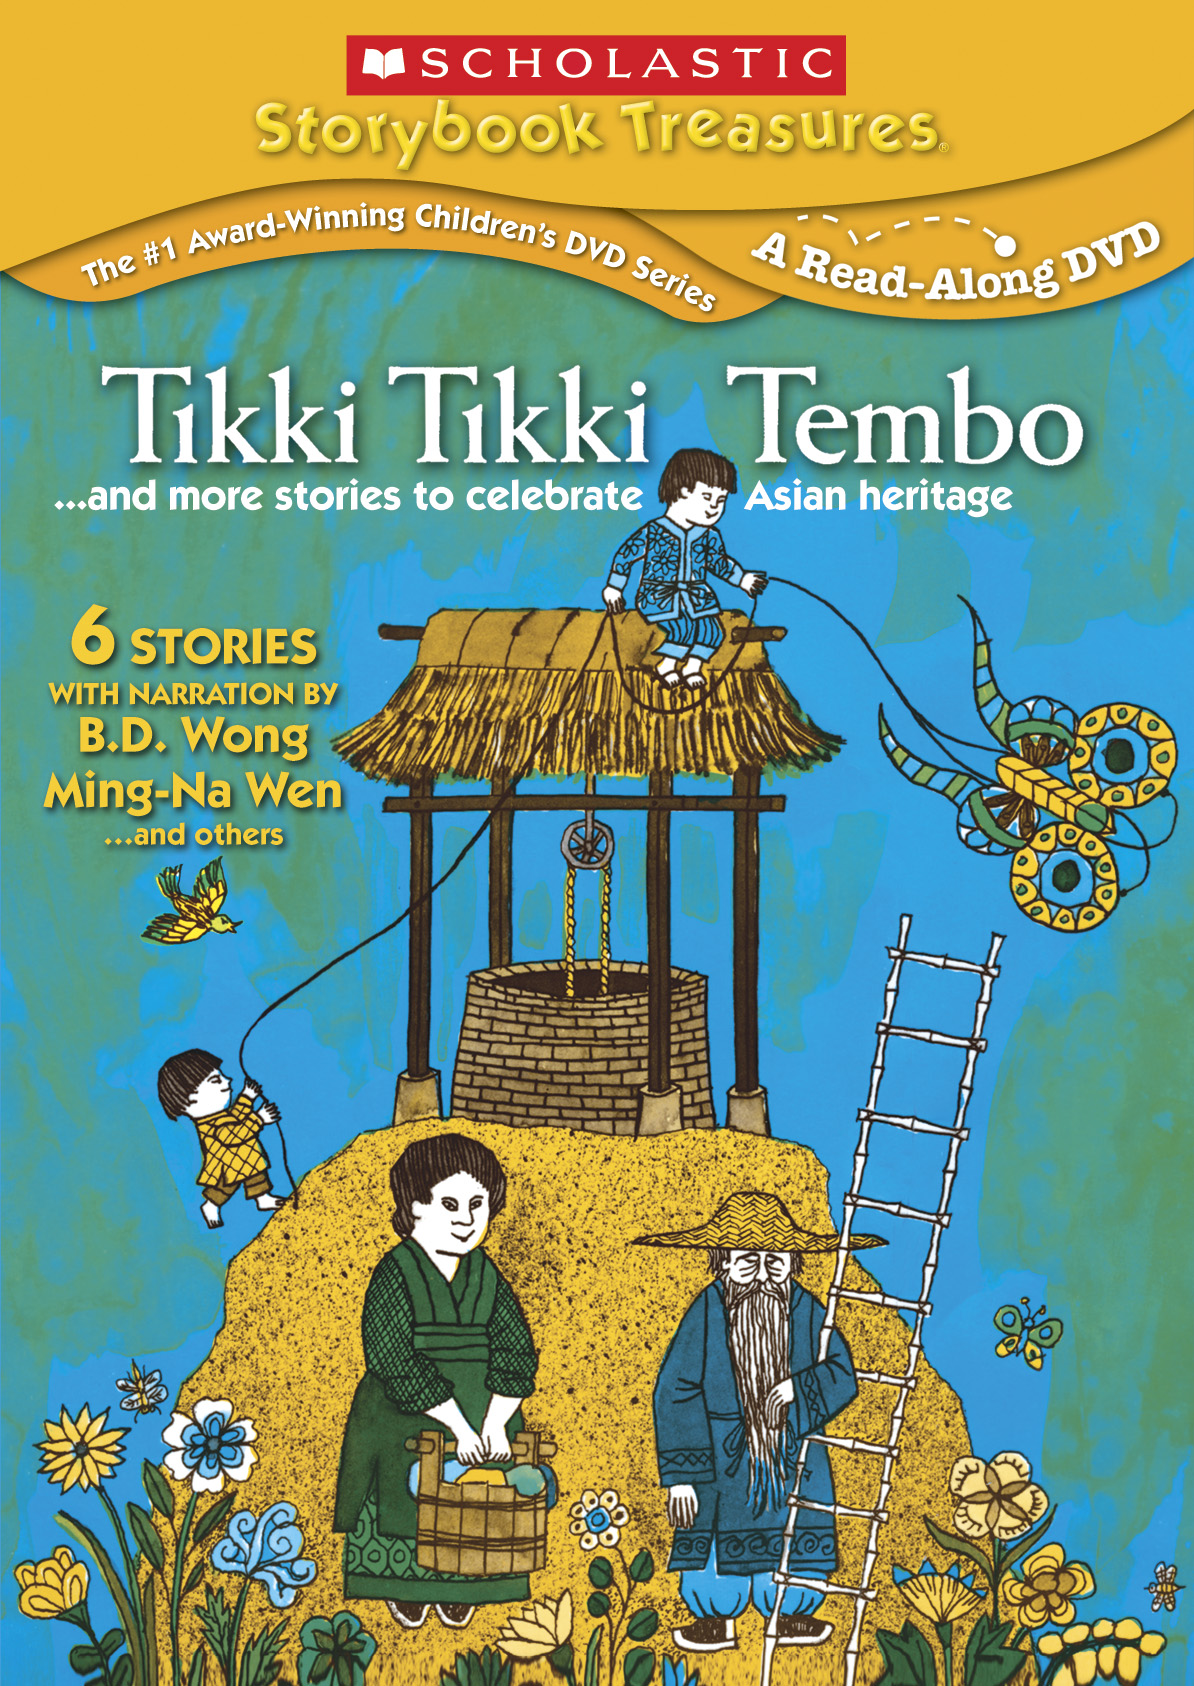 SCHOLASTIC
Storybook Treasures®
The #1 Award-Winning Children's DVD Series
A Read-Along DVD
Tikki Tikki Tembo
...and more stories to celebrate Asian heritage
6 STORIES
WITH NARRATION BY
B.D. Wong
Ming-Na Wen
...and others